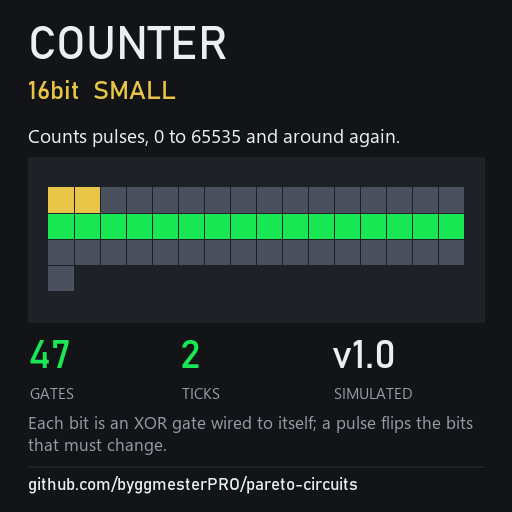 COUNTER
16bit SMALL
Counts pulses, 0 to 65535 and around again.
47 2 v1.0
GATES TICKS SIMULATED
Each bit is an XOR gate wired to itself; a pulse flips the bits
that must change.
github.com/byggmesterPRO/pareto-circuits